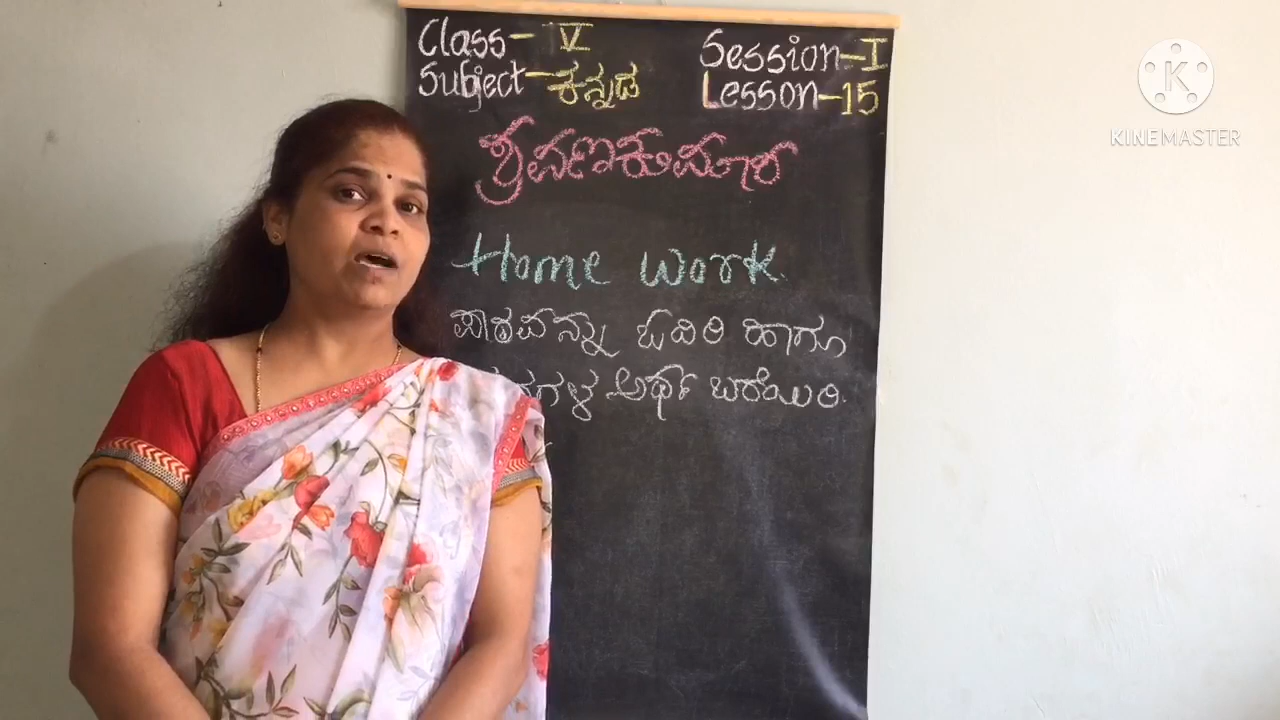 Class - IV
Session - I
Subject - ಕನ್ನಡ
Lesson - 15
ಶ್ರವಣಕುಮಾರ
Home work
ಪಾಠವನ್ನು ಓದಿರಿ ಹಾಗೂ
ಅರ್ಥ ಬರೆಯಿರಿ.
KINEMASTER